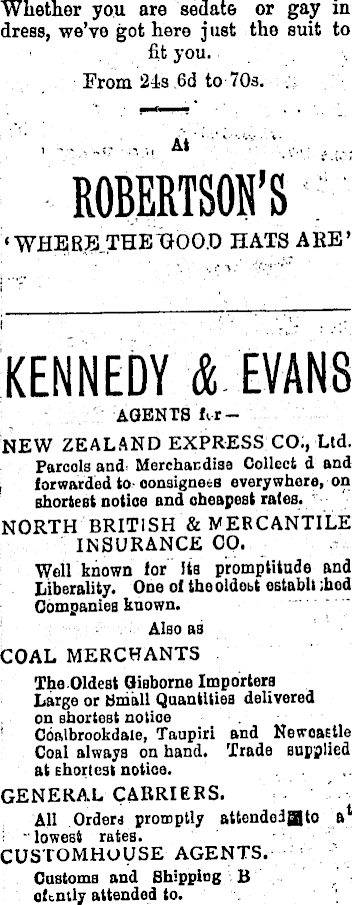 Whether you are sedate or gay in
dress, we've got here just the suit to
fit you.
From 24s 6d to 70s.
At
ROBERTSON'S
'WHERE THE GOOD HATS ARE'
KENNEDY & EVANS
AGENTS for—
NEW ZEALAND EXPRESS CO., Ltd.
Parcels and Merchandise Collect d and
forwarded to consignees everywhere, on
shortest notice and cheapest rates.
NORTH BRITISH & MERCANTILE
INSURANCE CO.
Well known for its promptitude and
Liberality. One of the oldest established
Companies known.
Also as
COAL MERCHANTS
The Oldest Gisborne Importers
Large or Small Quantities delivered
on shortest notice
Coalbrookdale, Taupiri and Newcastle
Coal always on hand. Trade supplied
at shortest notice.
GENERAL CARRIERS.
All Orders promptly attended to at
lowest rates.
CUSTOMHOUSE AGENTS.
Customs and Shipping B
attended to.